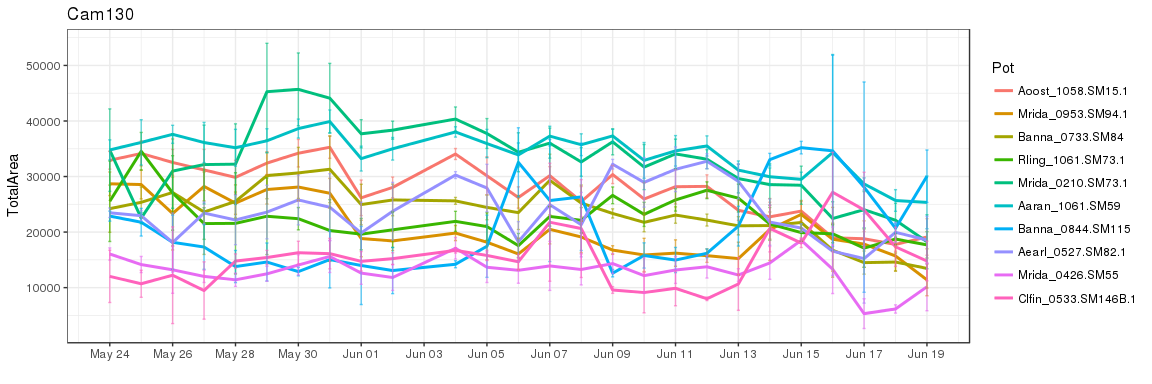 Cam130
TotalArea
50000
40000
30000
20000
10000
May 24 May 26 May 28 May 30 Jun 01 Jun 03 Jun 05 Jun 07 Jun 09 Jun 11 Jun 13 Jun 15 Jun 17 Jun 19
Pot
Aoost_1058.SM15.1
Mrida_0953.SM94.1
Banna_0733.SM84
Rling_1061.SM73.1
Mrida_0210.SM73.1
Aaran_1061.SM59
Banna_0844.SM115
Aearl_0527.SM82.1
Mrida_0426.SM55
Clfin_0533.SM146B.1